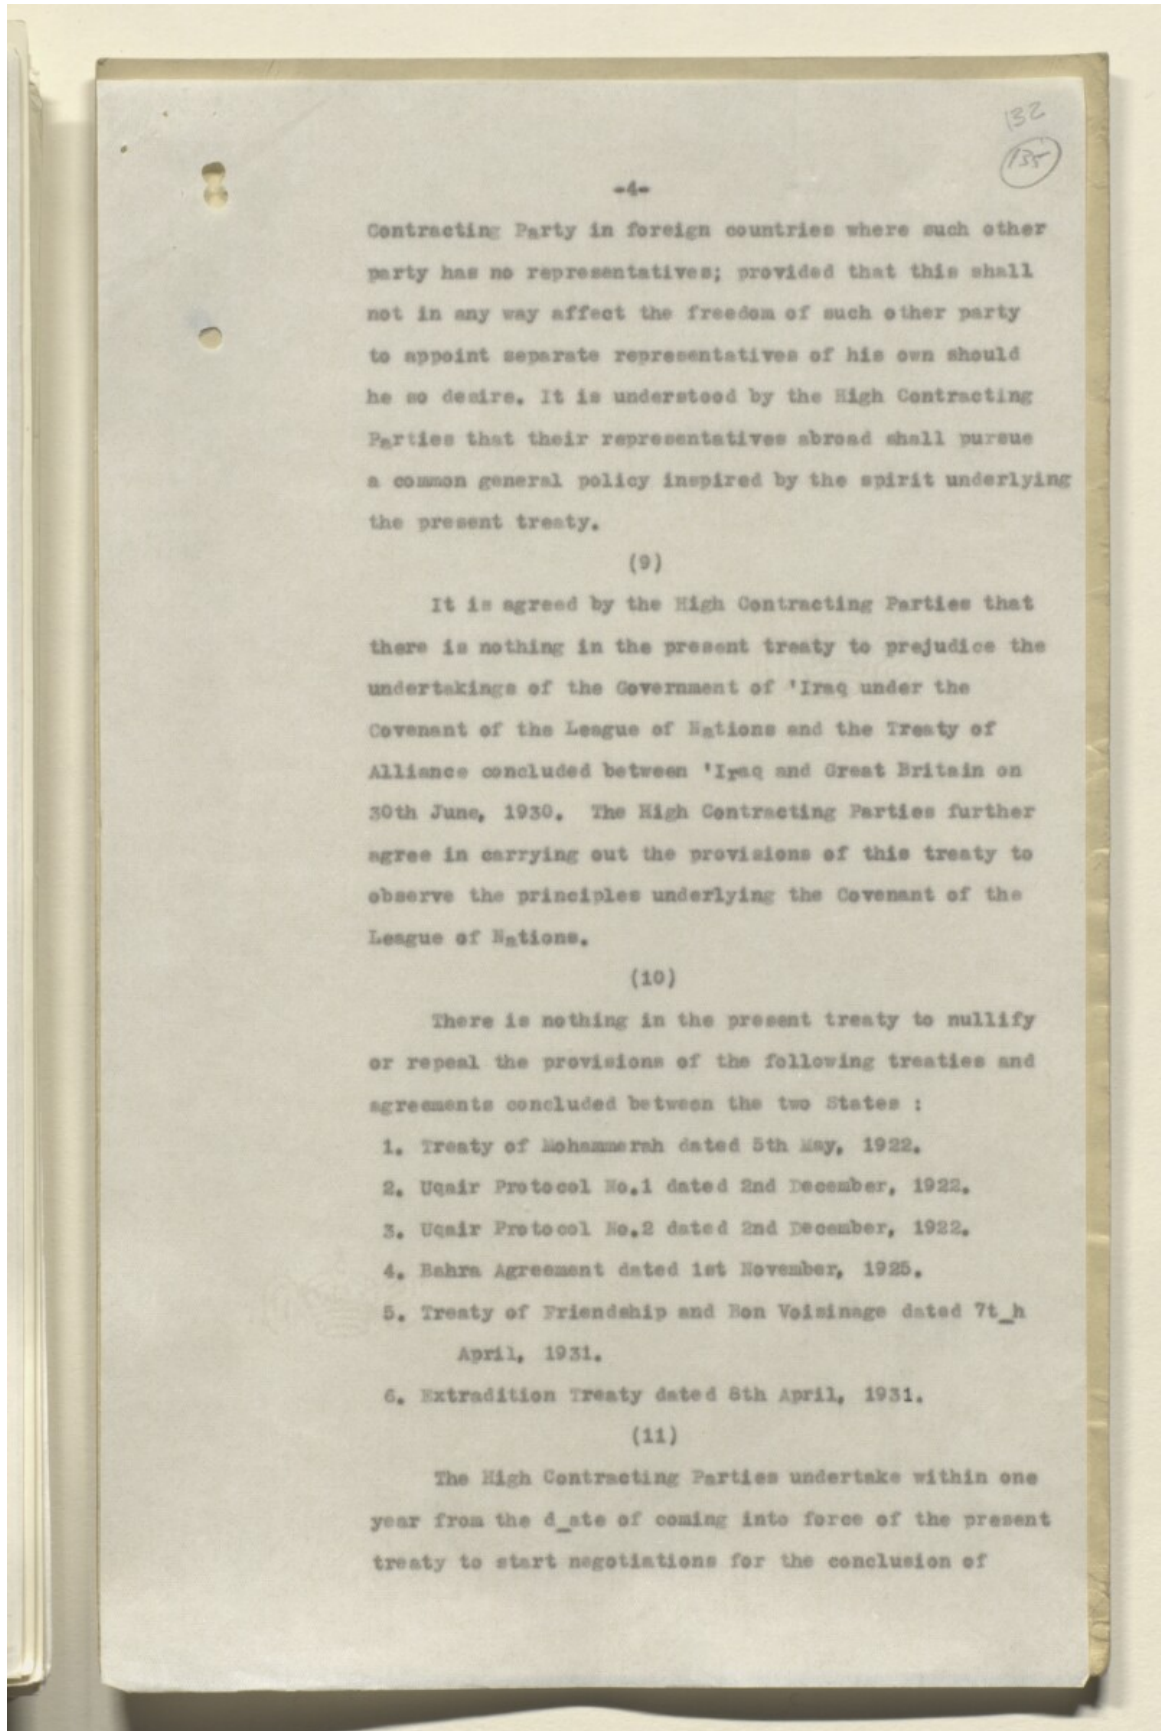 132
135
-4-
Contracting Party in foreign countries where such other
party has no representatives; provided that this shall
not in any way affect the freedom of such other party
to appoint separate representatives of his own should
he so desire. It is understood by the High Contracting
Parties that their representatives abroad shall pursue
a common general policy inspired by the spirit underlying
the present treaty.
(9)
It is agreed by the High Contracting Parties that
there is nothing in the present treaty to prejudice the
undertakings of the Government of 'Iraq under the
Covenant of the League of Nations and the Treaty of
Alliance concluded between 'Iraq and Great Britain on
30th June, 1930. The High Contracting Parties further
agree in carrying out the provisions of this treaty to
observe the principles underlying the Covenant of the
League of Nations.
(10)
There is nothing in the present treaty to nullify
or repeal the provisions of the following treaties and
agreements concluded between the two States :
1. Treaty of Mohammerah dated 5th May, 1922.
2. Uqair Protocol No.1 dated 2nd December, 1922.
3. Uqair Protocol No.2 dated 2nd December, 1922.
4. Bahra Agreement dated 1st November, 1925.
5. Treaty of Friendship and Bon Voisinage dated 7t_h
April, 1931.
6. Extradition Treaty dated 8th April, 1931.
(11)
The High Contracting Parties undertake within one
year from the d_ate of coming into force of the present
treaty to start negotiations for the conclusion of